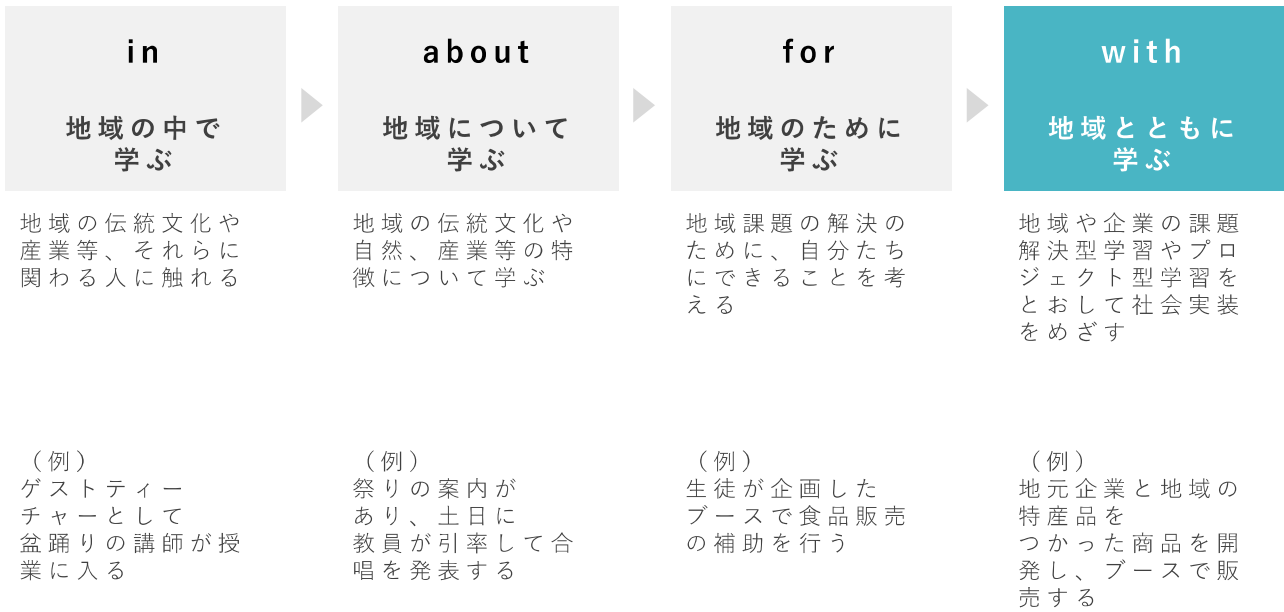 in
地域の中で
学ぶ
地域の伝統文化や
産業等、それらに
関わる人に触れる
（例）
ゲストティー
チャーとして
盆踊りの講師が授
業に入る
about
地域について
学ぶ
地域の伝統文化や
自然、産業等の特
徴について学ぶ
（例）
祭りの案内が
あり、土日に
教員が引率して合
唱を発表する
for
地域のために
学ぶ
地域課題の解決の
ために、自分たち
にできることを考
える
（例）
生徒が企画した
ブースで食品販売
の補助を行う
with
地域とともに
学ぶ
地域や企業の課題
解決型学習やプロ
ジェクト型学習を
とおして社会実装
をめざす
（例）
地元企業と地域の
特産品を
つかった商品を開
発し、ブースで販
売する